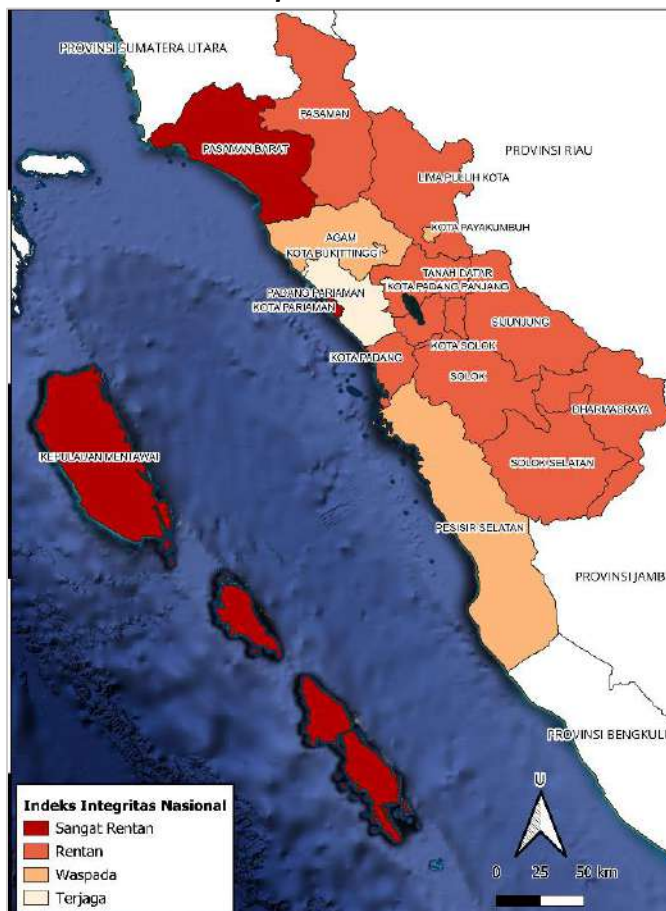 PROVINSI SUMATERA UTARA
PASAMAN
PASAMAN BARAT
PROVINSI RIAU
LIMA PULUH KOTA
KOTA PAYAKUMBUH
AGAM
KOTA BUKITTINGGI
TANAH DATAR
KOTA PADANG PANJANG
PADANG PARIAMAN
KOTA PARIAMAN
SIJUNJUNG
KOTA SOLOK
KOTA PADANG
SOLOK
DHARMASRAYA
KEPULAUAN MENTAWAI
SOLOK SELATAN
PESISIR SELATAN
PROVINSI JAMB
PROVINSI BENGKUL
U
0 25 50 km
Indeks Integritas Nasional
Sangat Rentan
Rentan
Waspada
Terjaga